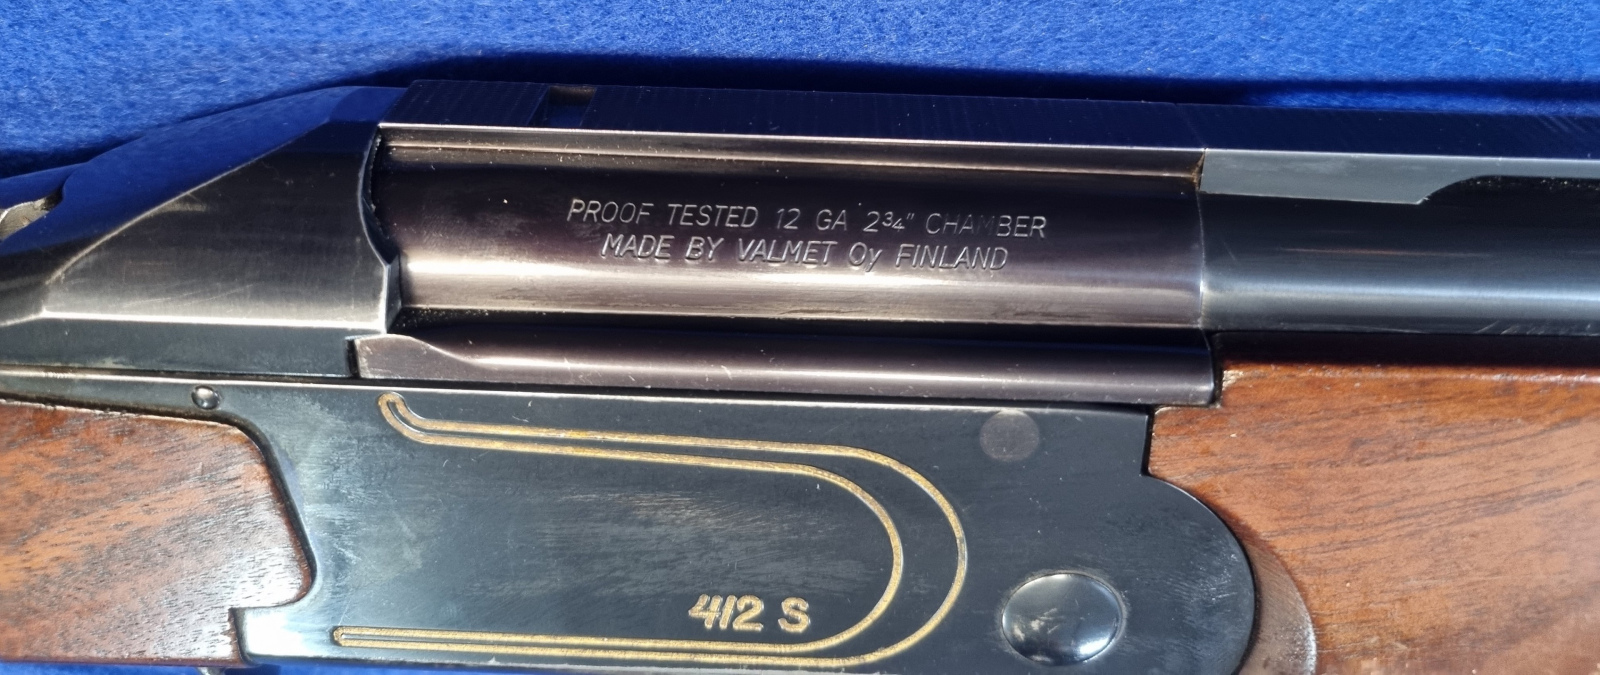 PROOF TESTED 12 GA 2¾" CHAMBER
MADE BY VALMET Oy FINLAND
412 S